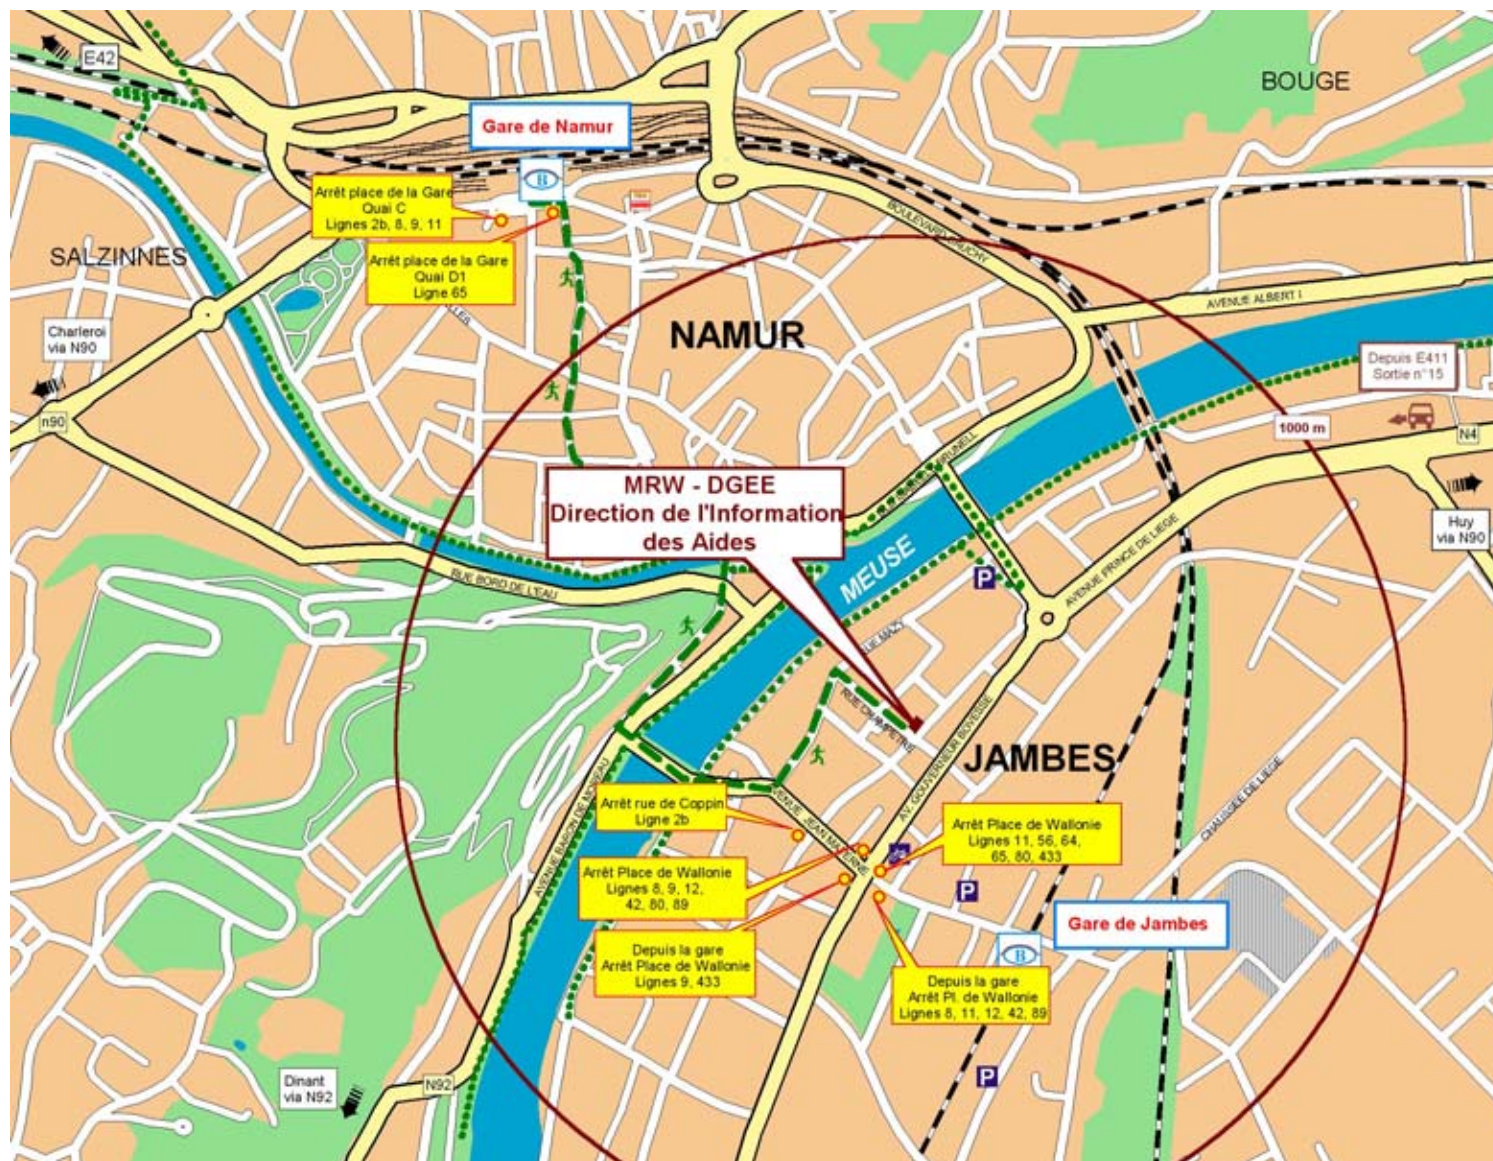 E42
BOUGE
Gare de Namur
B
Arrêt place de la Gare
Quai C
Lignes 2b, 8, 9, 11
BOULEVARD CAUCHY
SALZINNES
Arrêt place de la Gare
Quai D1
Ligne 65
AVENUE ALBERT I
Charleroi
via N90
NAMUR
Depuis E411
Sortie n°15
n90
1000 m
N4
MRW - DGEE
Direction de l'Information
des Aides
Huy
via N90
MEUSE
AVENUE PRINCE DE LIEGE
P
RUE BORD DE L'EAU
MAZY
RUE CHAMPETRE
AV. GOUVERNEUR BOVESSE
JAMBES
AVENUE BARON DE MOREAU
CHAUSSEE DE LIEGE
Arrêt rue de Coppin
Ligne 2b
AVENUE JEAN MATERNE
Arrêt Place de Wallonie
Lignes 11, 56, 64,
65, 80, 433
Arrêt Place de Wallonie
Lignes 8, 9, 12,
42, 80, 89
P
Gare de Jambes
B
Depuis la gare
Arrêt Place de Wallonie
Lignes 9, 433
Depuis la gare
Arrêt Pl. de Wallonie
Lignes 8, 11, 12, 42, 89
P
Dinant
via N92
N92